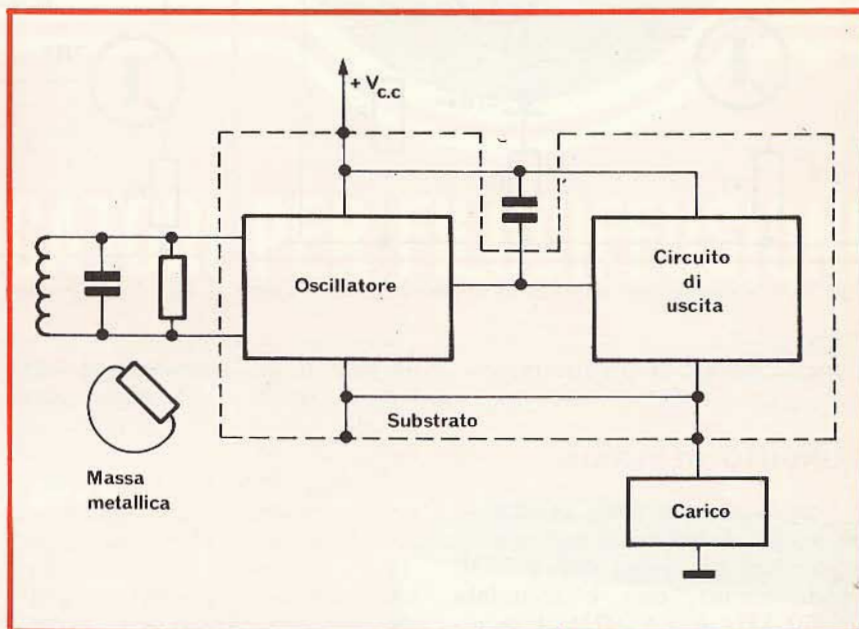 + V c.c
Oscillatore
Circuito
di
uscita
Substrato
Massa
metallica
Carico